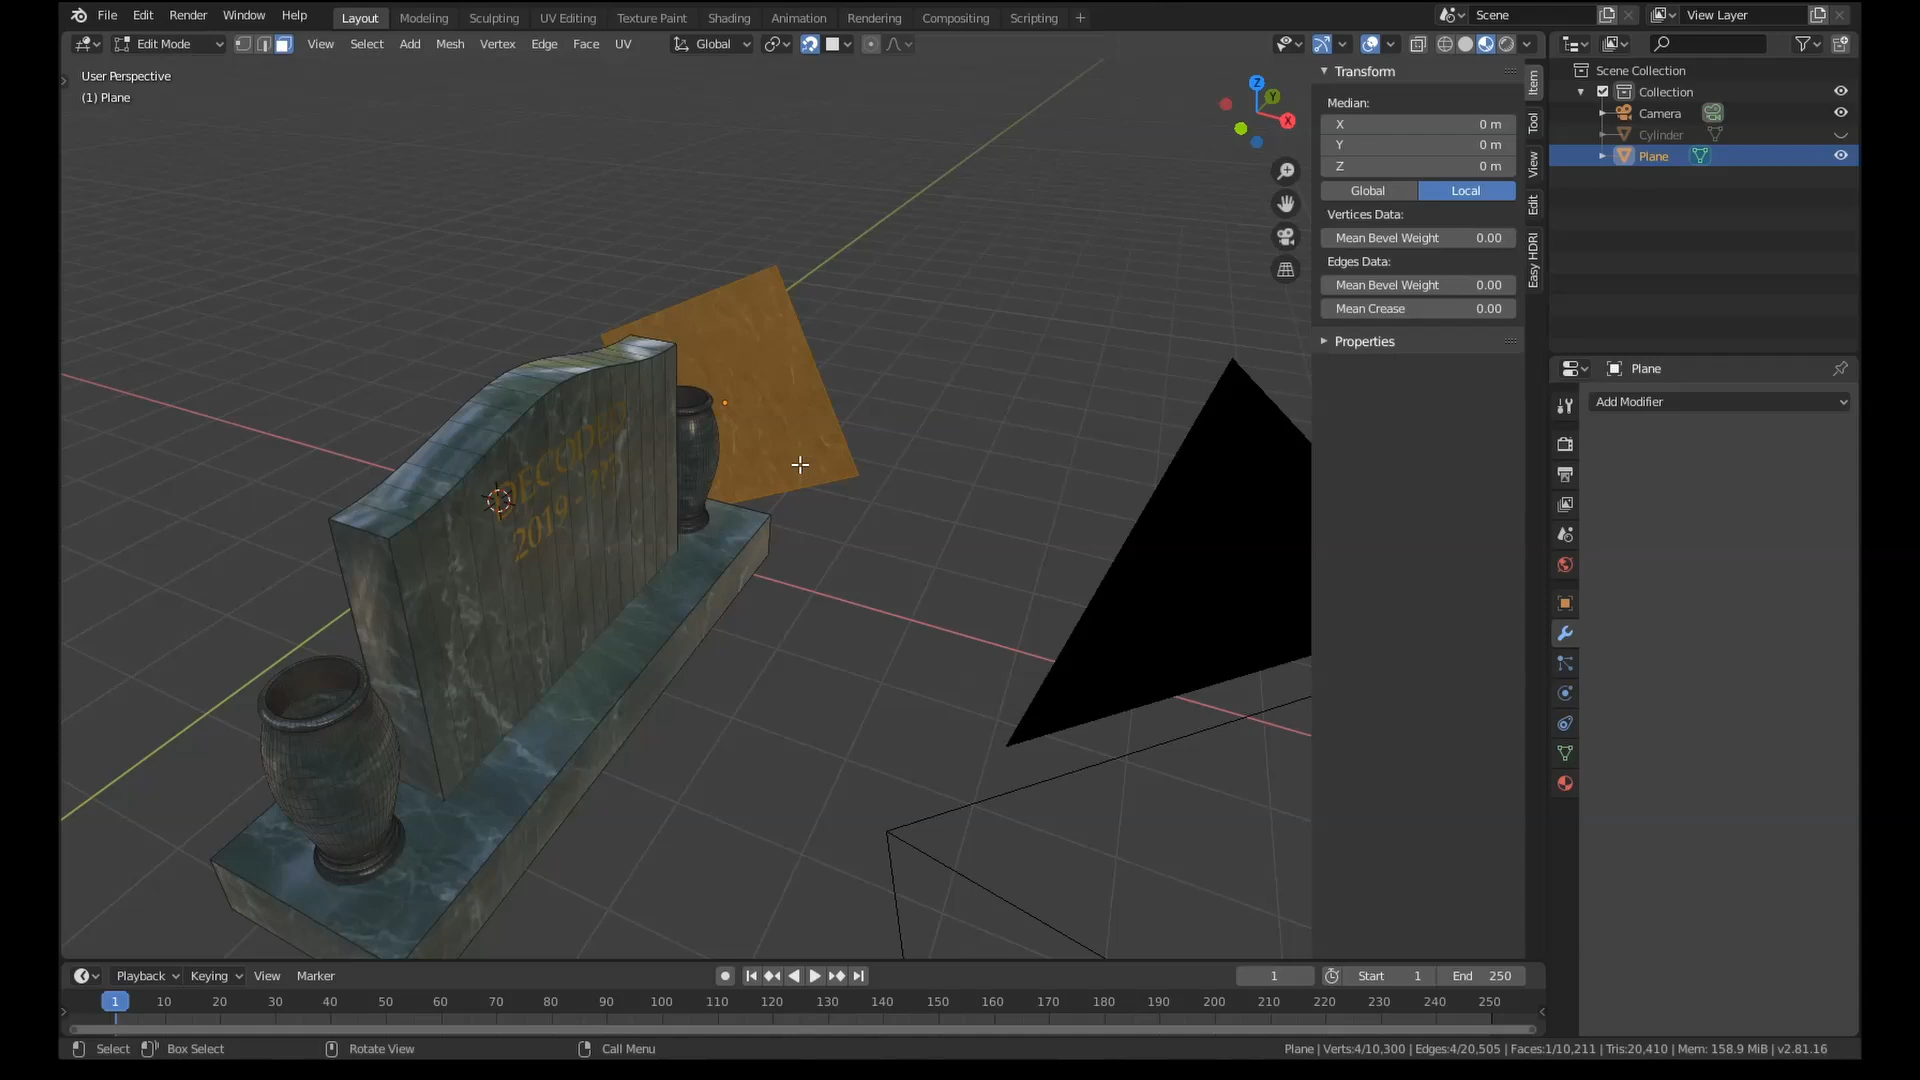 File Edit Render Window Help Layout Modeling Sculpting UV Editing Texture Paint Shading Animation Rendering Compositing Scripting + Scene View Layer
Edit Mode View Select Add Mesh Vertex Edge Face UV Global
User Perspective
(1) Plane
Z
Y
X
DECODED
2019 - ???
Transform
Median:
X 0 m
Y 0 m
Z 0 m
Global Local
Vertices Data:
Mean Bevel Weight 0.00
Edges Data:
Mean Bevel Weight 0.00
Mean Crease 0.00
Properties
Item
Tool
View
Edit
Easy HDRI
Scene Collection
Collection
Camera
Cylinder
Plane
Plane
Add Modifier
Playback Keying View Marker 1 Start 1 End 250
1 10 20 30 40 50 60 70 80 90 100 110 120 130 140 150 160 170 180 190 200 210 220 230 240 250
Select Box Select Rotate View Call Menu Plane | Verts:4/10,300 | Edges:4/20,505 | Faces:1/10,211 | Tris:20,410 | Mem: 158.9 MiB | v2.81.16